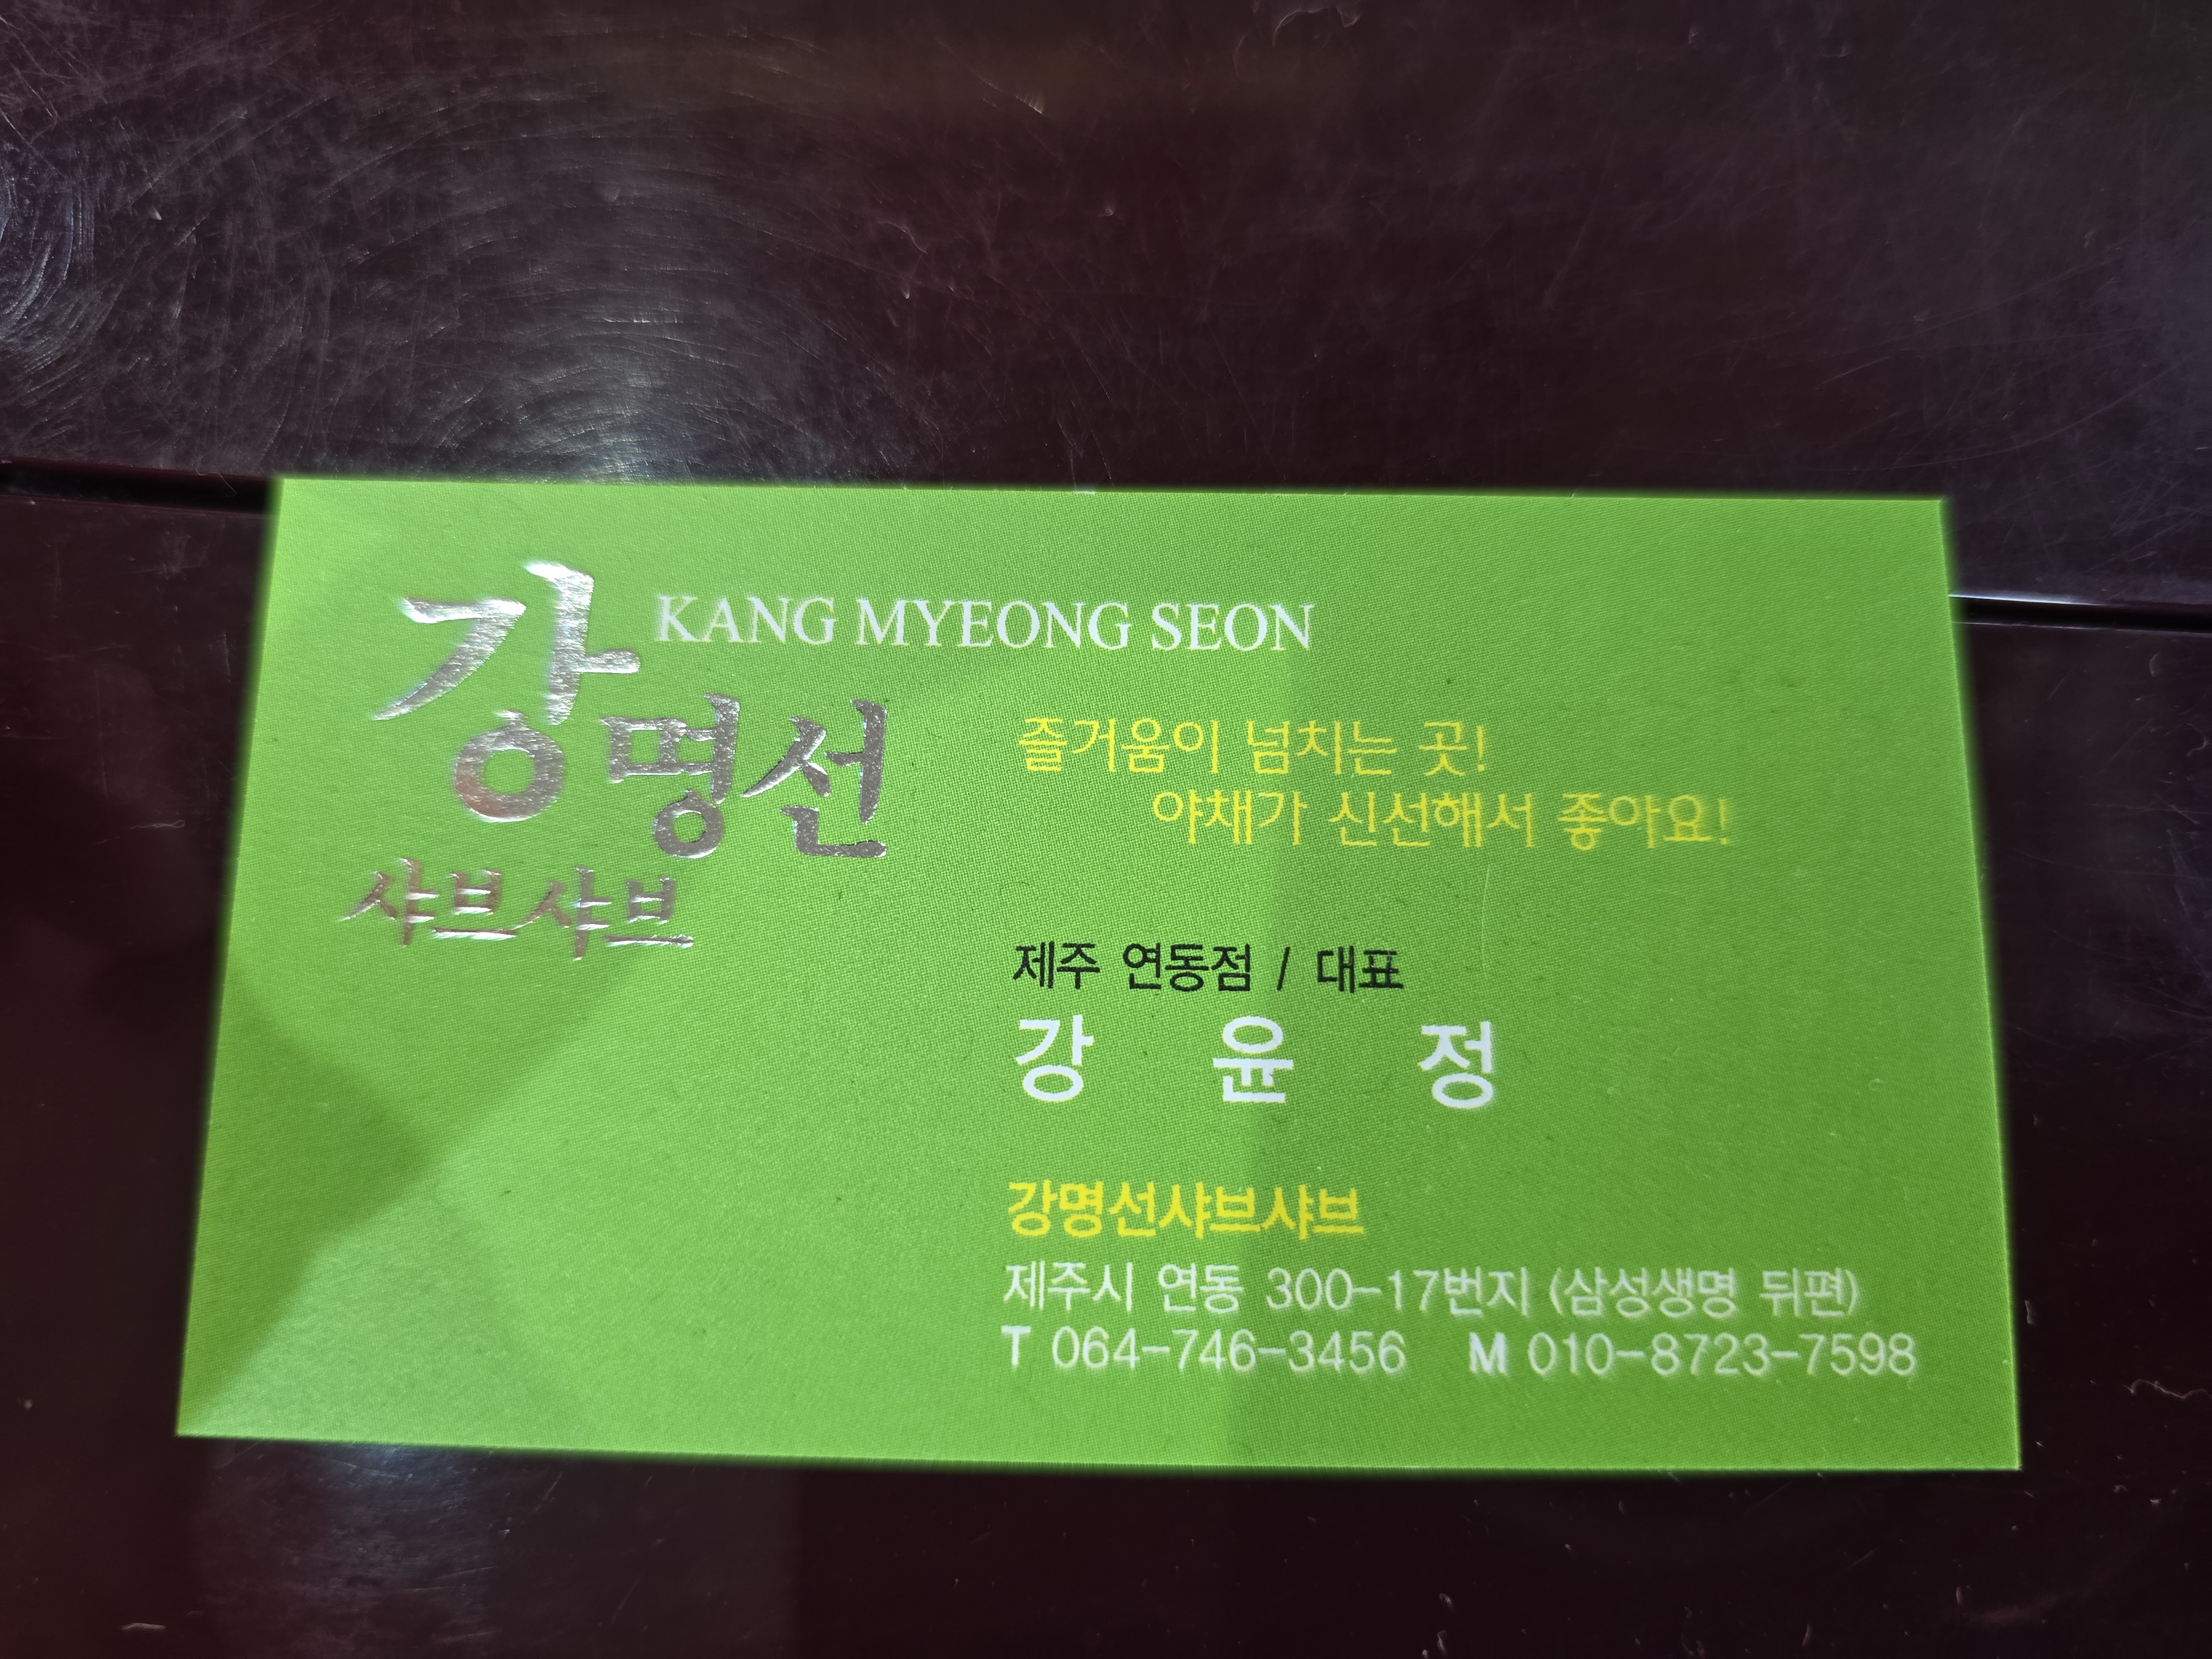 강명선
KANG MYEONG SEON
샤브샤브
즐거움이 넘치는 곳!
야채가 신선해서 좋아요!
제주 연동점 / 대표
강 윤 정
강명선샤브샤브
제주시 연동 300-17번지 (삼성생명 뒤편)
T 064-746-3456 M 010-8723-7598